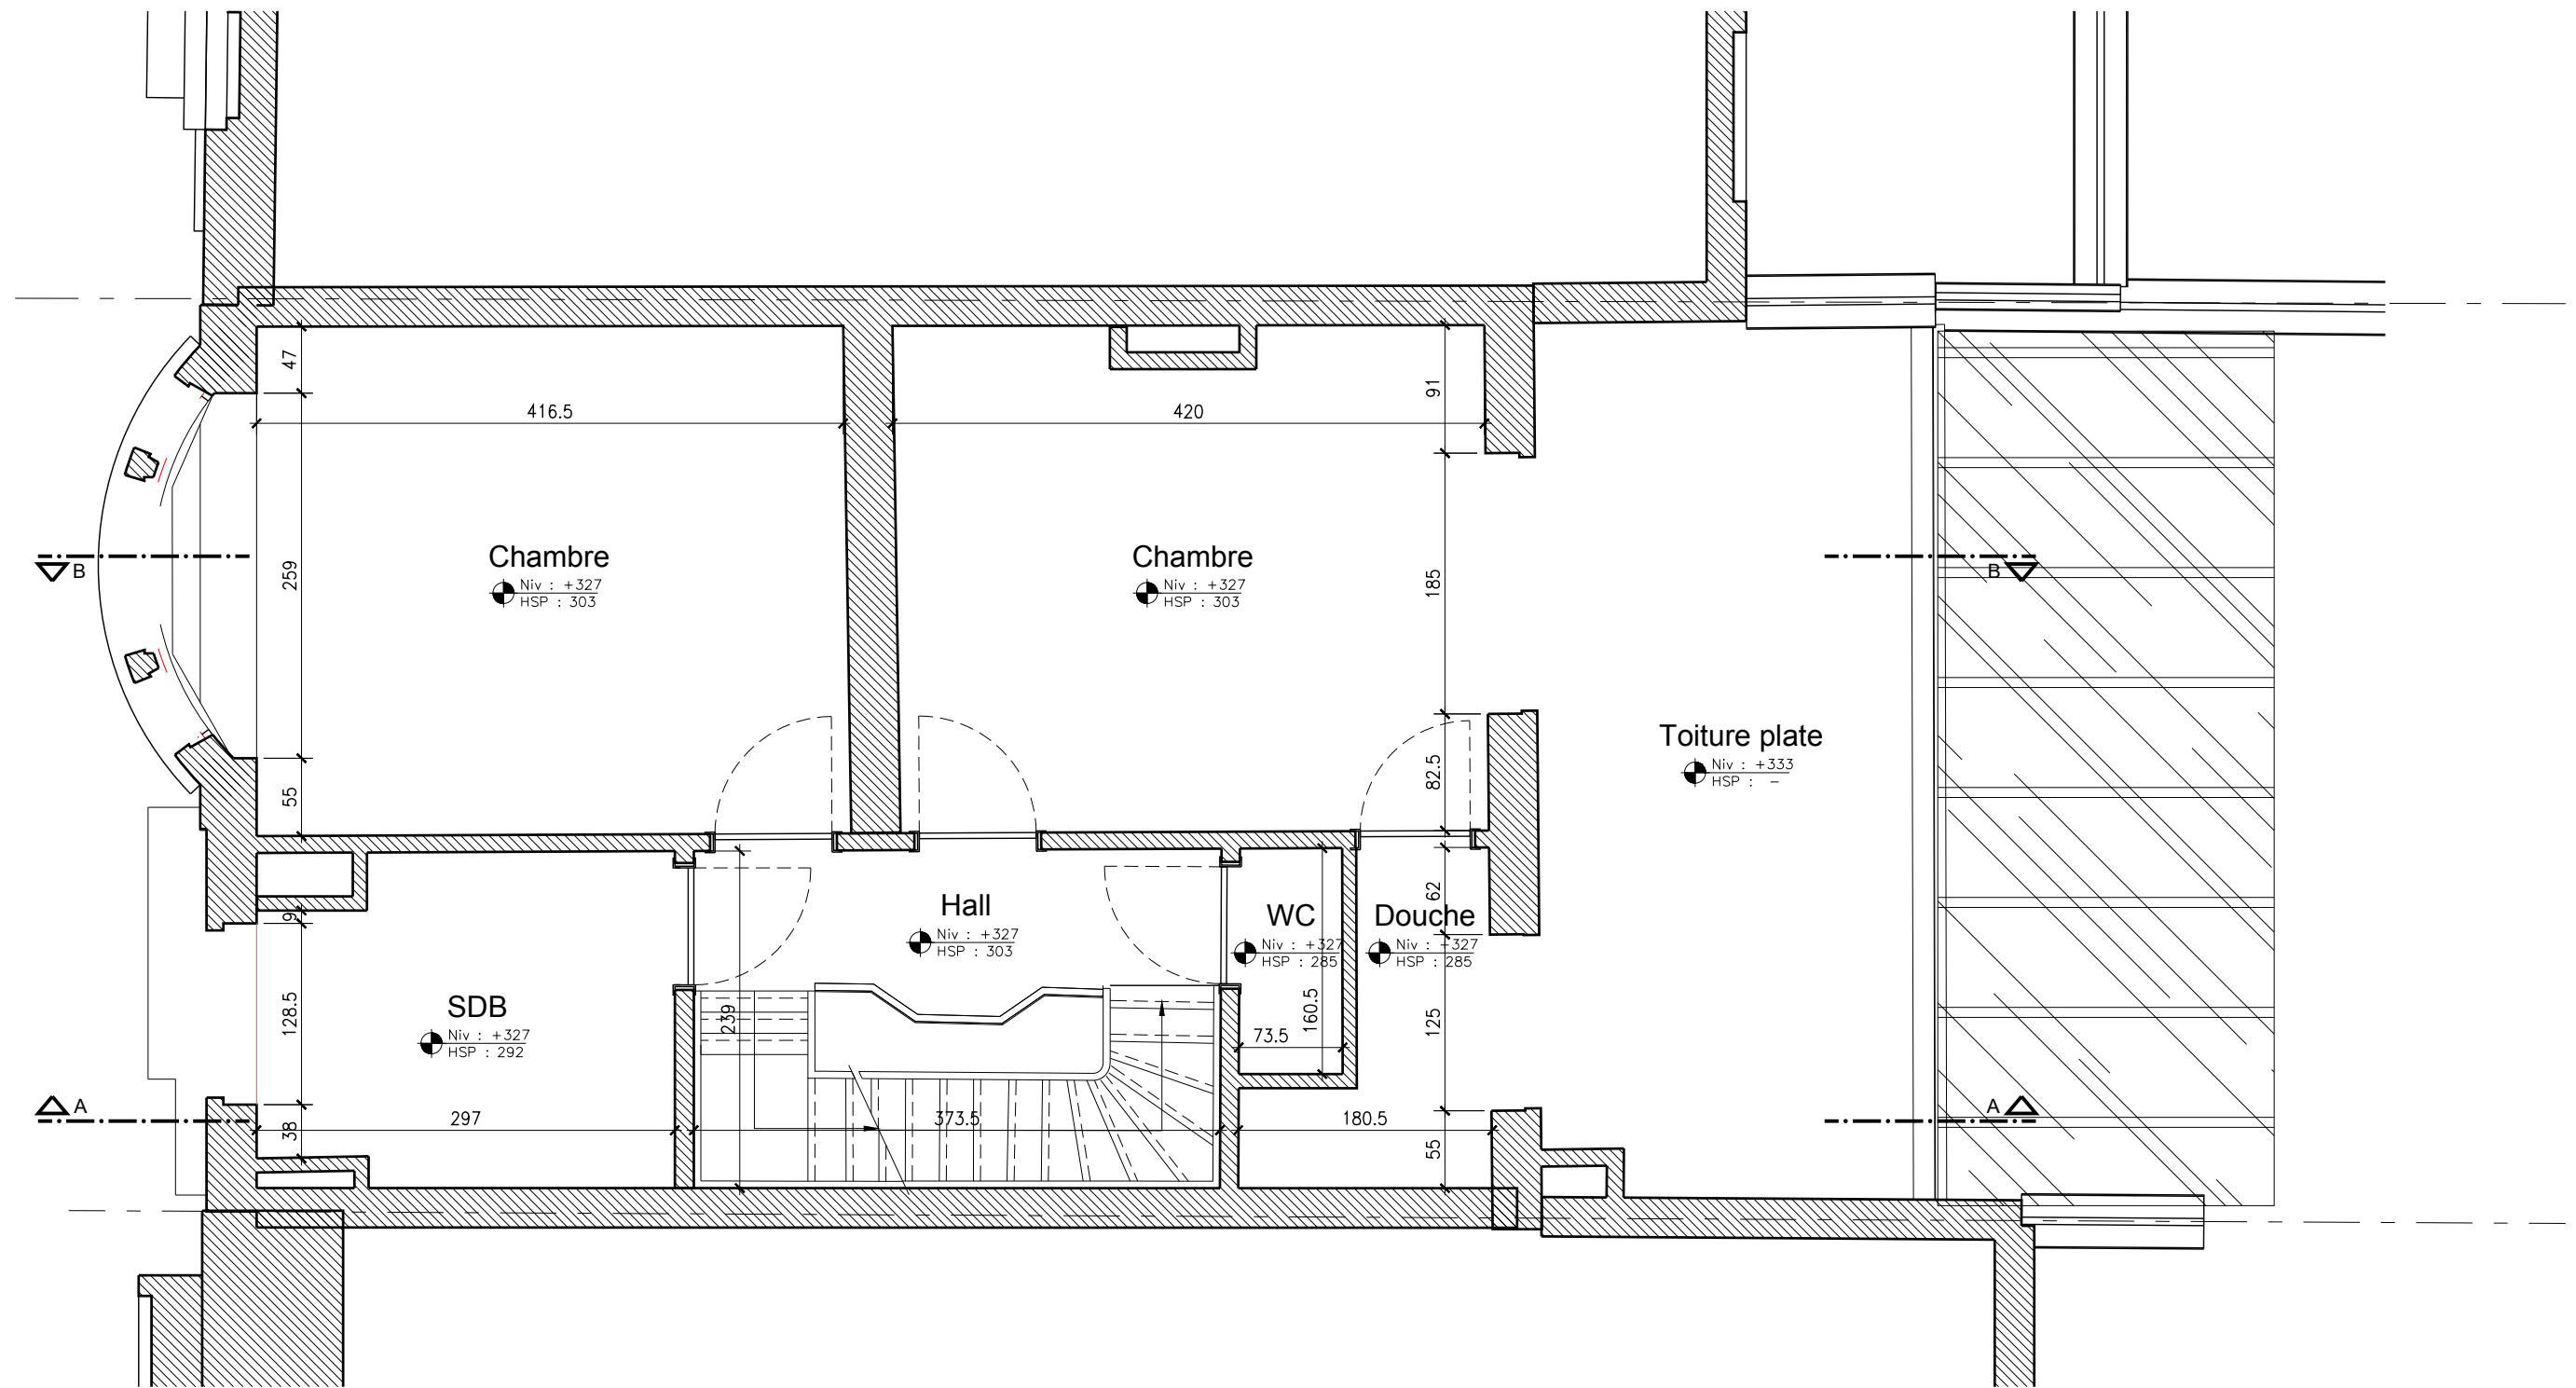 47
416.5
420
91
Chambre
Niv : +327
HSP : 303
Chambre
Niv : +327
HSP : 303
B
259
185
B
Toiture plate
Niv : +333
HSP : -
55
82.5
9
Hall
Niv : +327
HSP : 303
WC
Niv : +327
HSP : 285
Douche
Niv : +327
HSP : 285
62
SDB
Niv : +327
HSP : 292
128.5
239
73.5
160.5
125
A
A
38
297
373.5
180.5
55